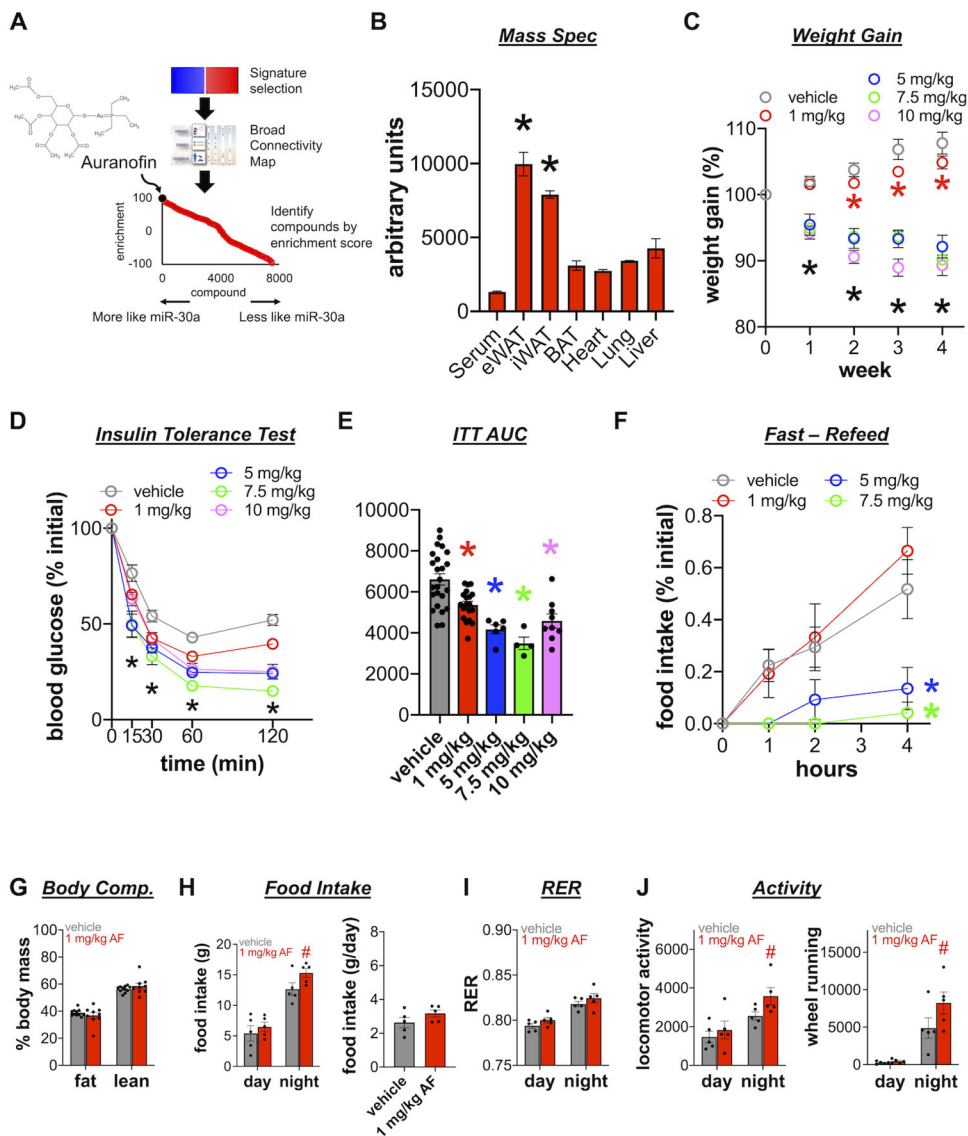 A
Signature
selection
Broad
Connectivity
Map
Auranofin
Identify
compounds by
enrichment score
enrichment
100
0
-100
0
4000
8000
compound
More like miR-30a
Less like miR-30a
B
Mass Spec
arbitrary units
15000
10000
5000
0
Serum
eWAT
iWAT
BAT
Heart
Lung
Liver
*
*
C
Weight Gain
vehicle
1 mg/kg
5 mg/kg
7.5 mg/kg
10 mg/kg
weight gain (%)
110
100
90
80
0 1 2 3 4
week
* * *
* * * *
D
Insulin Tolerance Test
vehicle
1 mg/kg
5 mg/kg
7.5 mg/kg
10 mg/kg
blood glucose (% initial)
100
50
0
0 15 30 60 120
time (min)
* * * *
E
ITT AUC
10000
8000
6000
4000
2000
0
* * * *
vehicle
1 mg/kg
5 mg/kg
7.5 mg/kg
10 mg/kg
F
Fast – Refeed
vehicle
1 mg/kg
5 mg/kg
7.5 mg/kg
food intake (% initial)
0.8
0.6
0.4
0.2
0.0
0 1 2 3 4
hours
*
*
G
Body Comp.
vehicle
1 mg/kg AF
% body mass
100
80
60
40
20
0
fat lean
H
Food Intake
vehicle
1 mg/kg AF
#
food intake (g)
20
15
10
5
0
day night
food intake (g/day)
8
6
4
2
0
vehicle
1 mg/kg AF
I
RER
vehicle
1 mg/kg AF
RER
0.90
0.85
0.80
0.75
day night
J
Activity
vehicle
1 mg/kg AF
#
locomotor activity
6000
4000
2000
0
day night
vehicle
1 mg/kg AF
#
wheel running
15000
10000
5000
0
day night